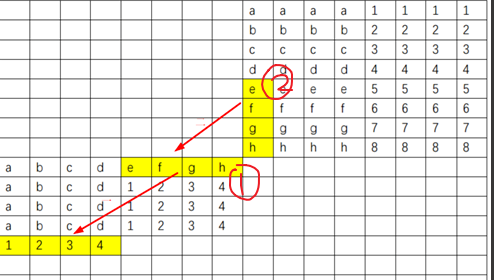 a a a a 1 1 1 1
b b b b 2 2 2 2
c c c c 3 3 3 3
d d d d 4 4 4 4
e e e e 5 5 5 5
f f f f 6 6 6 6
g g g g 7 7 7 7
h h h h 8 8 8 8
a b c d e f g h
a b c d 1 2 3 4
a b c d 1 2 3 4
a b c d 1 2 3 4
1 2 3 4
2
1